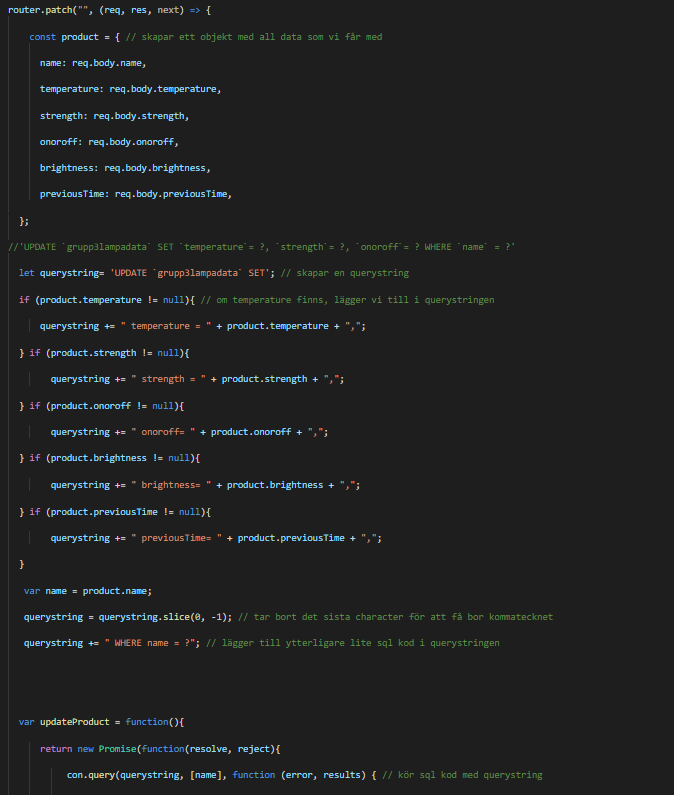 router.patch("", (req, res, next) => {
const product = { // skapar ett objekt med all data som vi får med
name: req.body.name,
temperature: req.body.temperature,
strength: req.body.strength,
onoroff: req.body.onoroff,
brightness: req.body.brightness,
previousTime: req.body.previousTime,
};
//'UPDATE `grupp3lampadata` SET `temperature`= ?, `strength`= ?, `onoroff`= ? WHERE `name` = ?'
let querystring= 'UPDATE `grupp3lampadata` SET'; // skapar en querystring
if (product.temperature != null){ // om temperature finns, lägger vi till i querystringen
querystring += " temperature = " + product.temperature + ",";
} if (product.strength != null){
querystring += " strength = " + product.strength + ",";
} if (product.onoroff != null){
querystring += " onoroff= " + product.onoroff + ",";
} if (product.brightness != null){
querystring += " brightness= " + product.brightness + ",";
} if (product.previousTime != null){
querystring += " previousTime= " + product.previousTime + ",";
}
var name = product.name;
querystring = querystring.slice(0, -1); // tar bort det sista character för att få bor kommatecknet
querystring += " WHERE name = ?"; // lägger till ytterligare lite sql kod i querystringen
var updateProduct = function(){
return new Promise(function(resolve, reject){
con.query(querystring, [name], function (error, results) { // kör sql kod med querystring